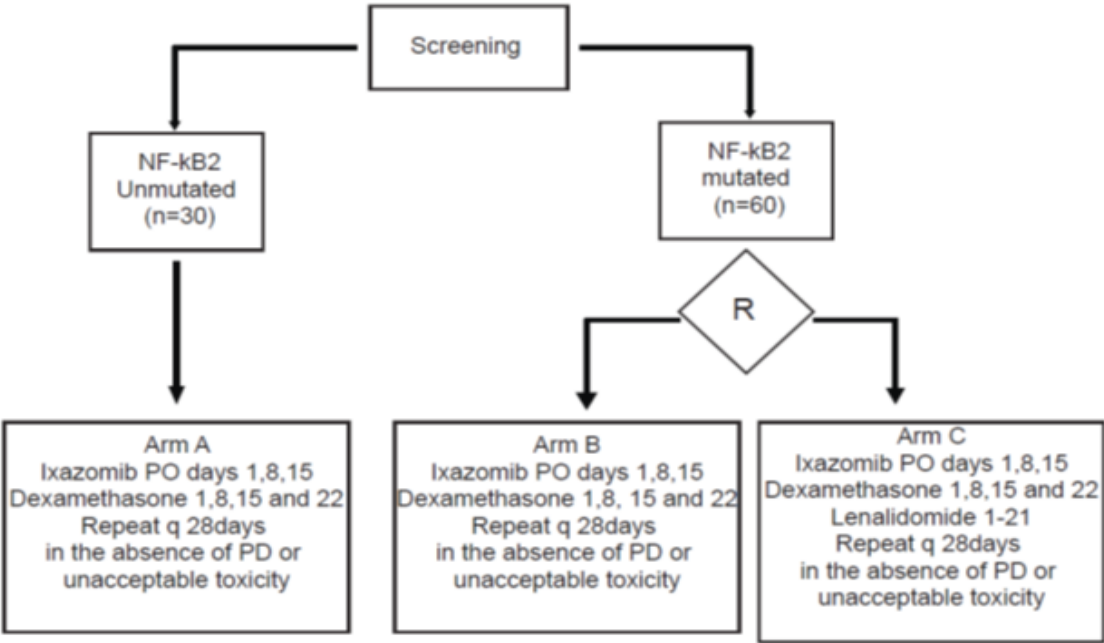 Screening
NF-kB2
Unmutated
(n=30)
NF-kB2
mutated
(n=60)
R
Arm A
Ixazomib PO days 1,8,15
Dexamethasone 1,8,15 and 22
Repeat q 28days
in the absence of PD or
unacceptable toxicity
Arm B
Ixazomib PO days 1,8,15
Dexamethasone 1,8, 15 and 22
Repeat q 28days
in the absence of PD or
unacceptable toxicity
Arm C
Ixazomib PO days 1,8,15
Dexamethasone 1,8,15 and 22
Lenalidomide 1-21
Repeat q 28days
in the absence of PD or
unacceptable toxicity